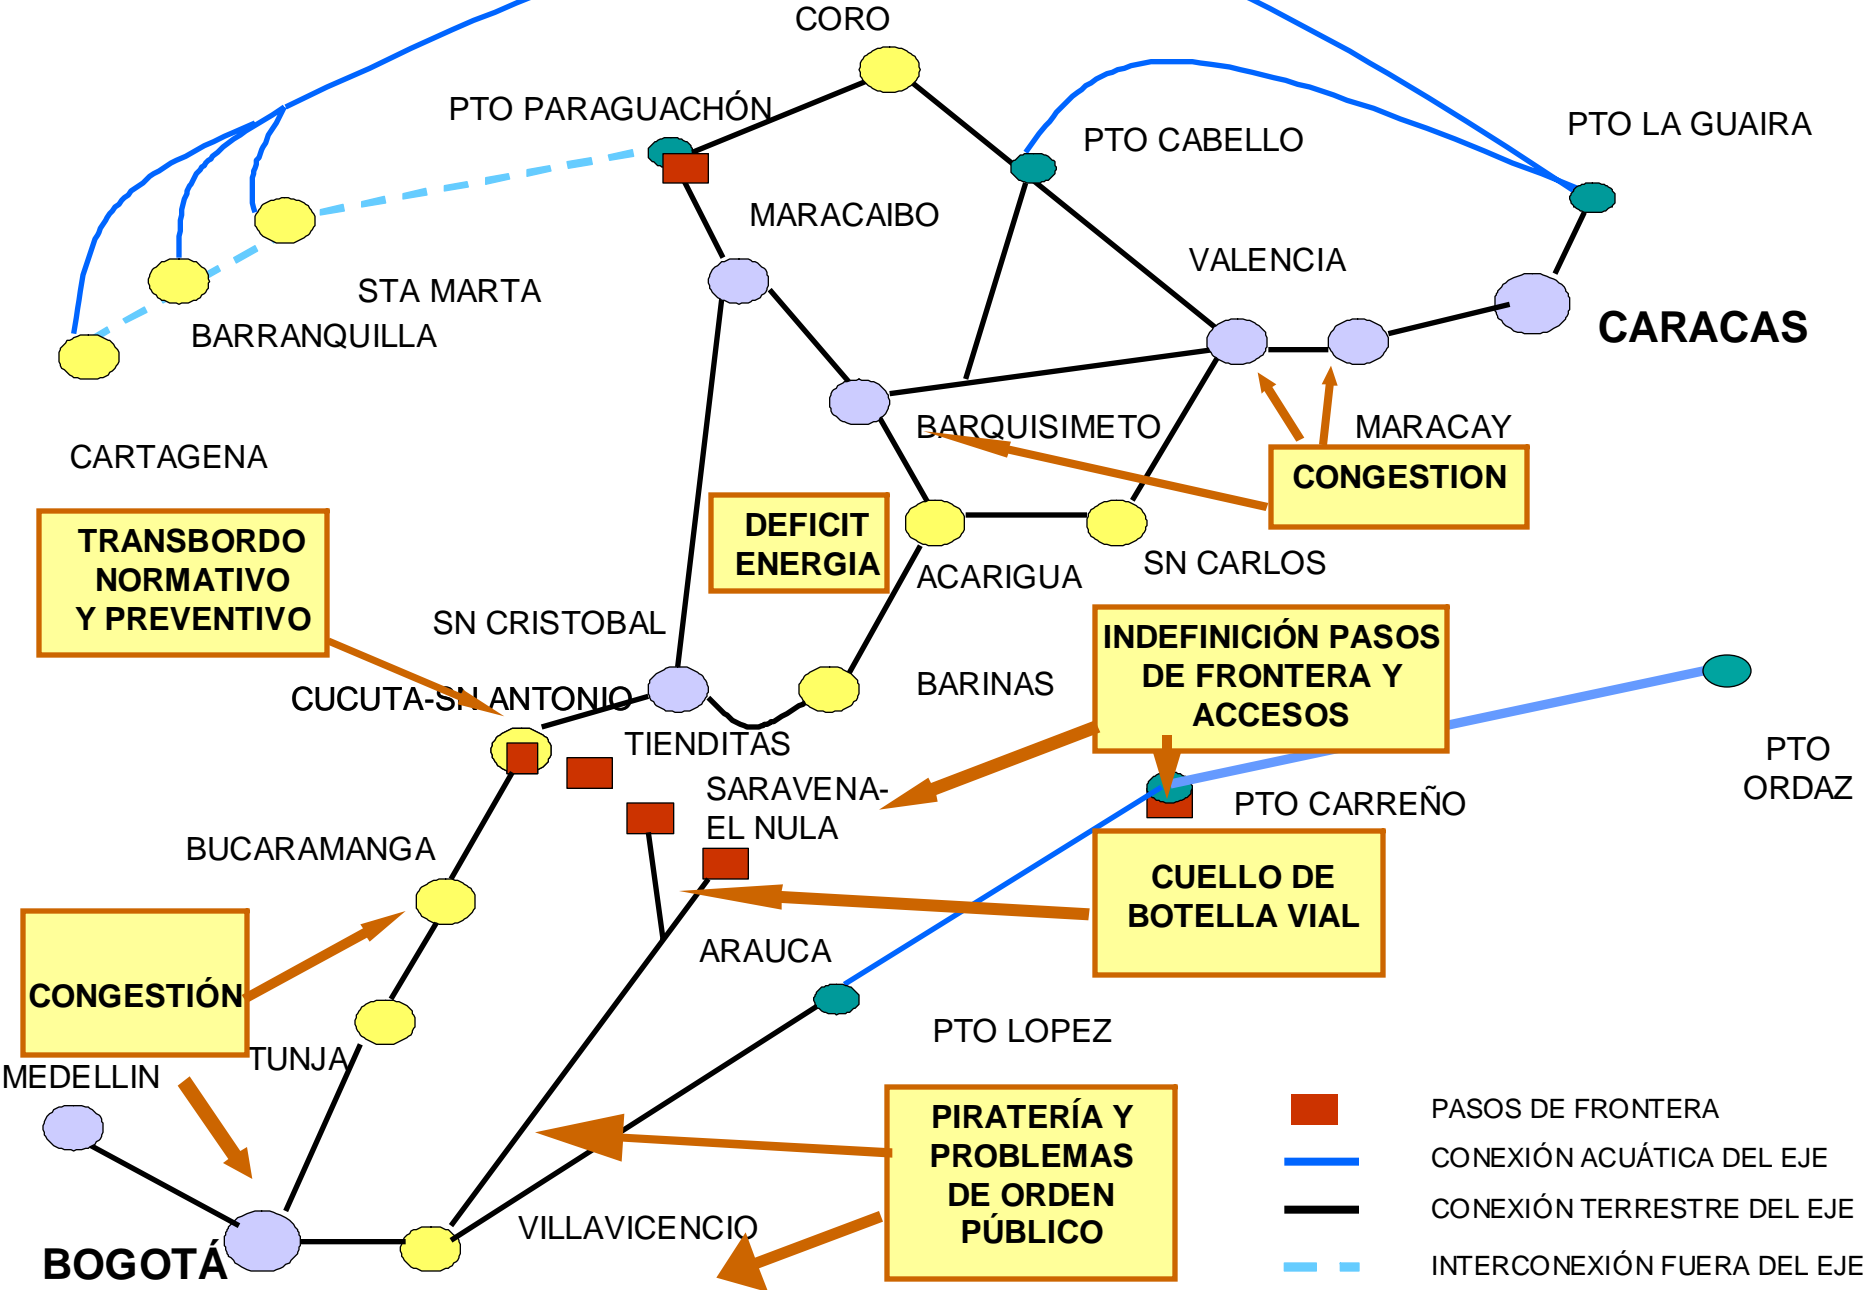 CORO
PTO PARAGUACHÓN
PTO CABELLO
PTO LA GUAIRA
MARACAIBO
VALENCIA
STA MARTA
BARRANQUILLA
CARACAS
CARTAGENA
BARQUISIMETO
MARACAY
CONGESTION
TRANSBORDO
NORMATIVO
Y PREVENTIVO
DEFICIT
ENERGIA
ACARIGUA
SN CARLOS
SN CRISTOBAL
INDEFINICIÓN PASOS
DE FRONTERA Y
ACCESOS
CUCUTA-SN ANTONIO
BARINAS
TIENDITAS
PTO
ORDAZ
SARAVENA-
EL NULA
PTO CARREÑO
BUCARAMANGA
CUELLO DE
BOTELLA VIAL
ARAUCA
CONGESTIÓN
PTO LOPEZ
TUNJA
MEDELLIN
PIRATERÍA Y
PROBLEMAS
DE ORDEN
PÚBLICO
VILLAVICENCIO
BOGOTÁ
PASOS DE FRONTERA
CONEXIÓN ACUÁTICA DEL EJE
CONEXIÓN TERRESTRE DEL EJE
INTERCONEXIÓN FUERA DEL EJE